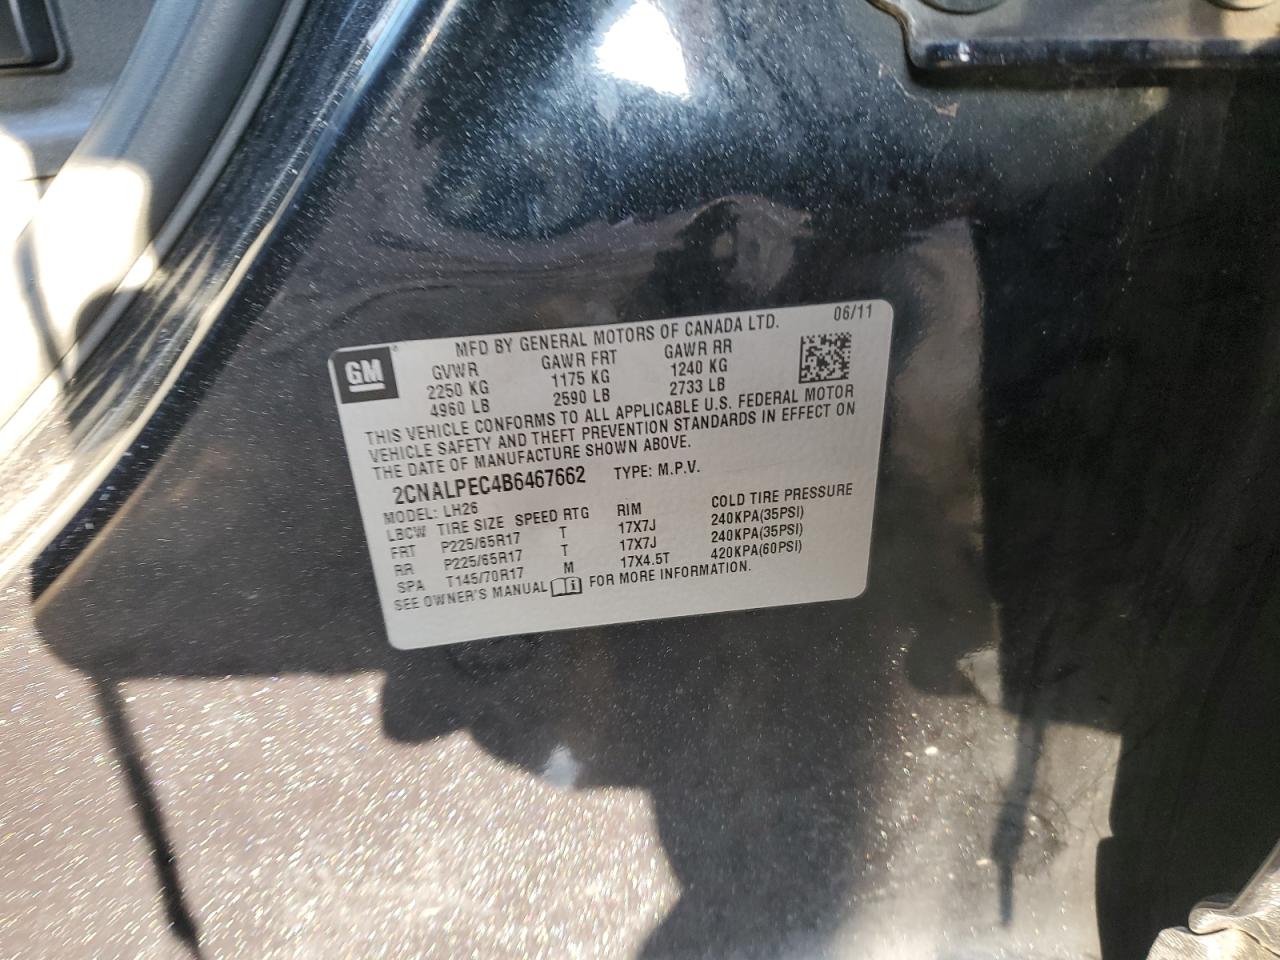 06/11
GM
MFD BY GENERAL MOTORS OF CANADA LTD.
GVWR GAWR FRT GAWR RR
2250 KG 1175 KG 1240 KG
4960 LB 2590 LB 2733 LB
THIS VEHICLE CONFORMS TO ALL APPLICABLE U.S. FEDERAL MOTOR
VEHICLE SAFETY AND THEFT PREVENTION STANDARDS IN EFFECT ON
THE DATE OF MANUFACTURE SHOWN ABOVE.
2CNALPEC4B6467662 TYPE: M.P.V.
MODEL: LH26
LBCW TIRE SIZE SPEED RTG RIM COLD TIRE PRESSURE
FRT P225/65R17 T 17X7J 240KPA(35PSI)
RR P225/65R17 T 17X7J 240KPA(35PSI)
SPA T145/70R17 M 17X4.5T 420KPA(60PSI)
SEE OWNER'S MANUAL FOR MORE INFORMATION.